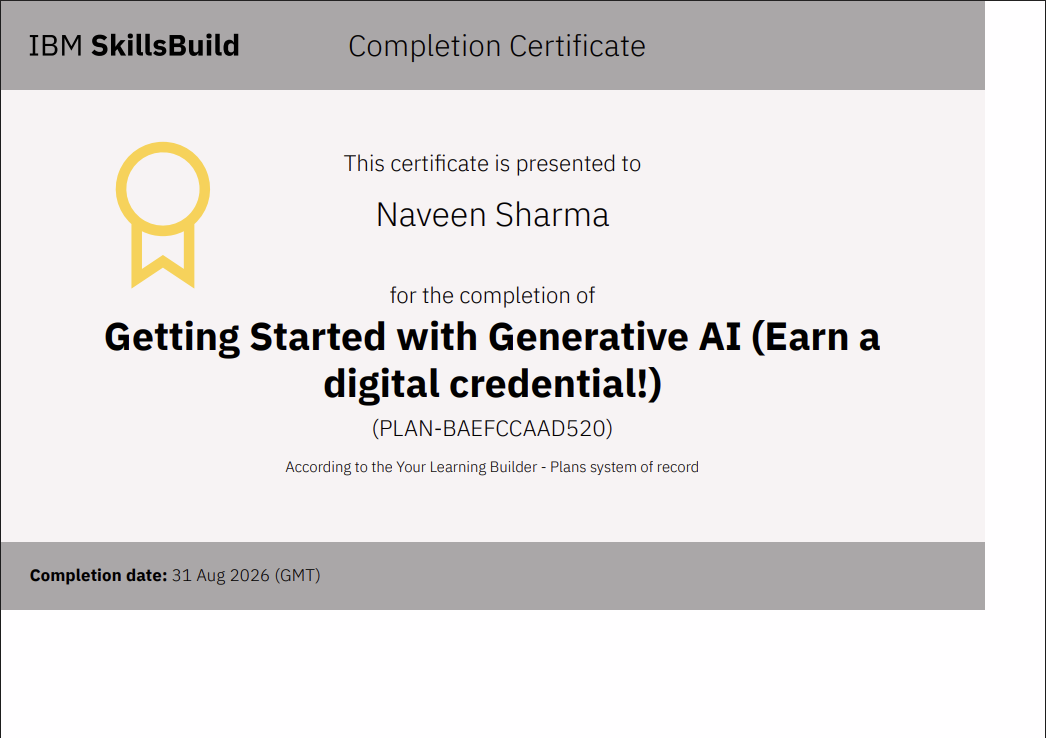 IBM SkillsBuild
Completion Certificate
This certificate is presented to
Naveen Sharma
for the completion of
Getting Started with Generative AI (Earn a
digital credential!)
(PLAN-BAEFCCAAD520)
According to the Your Learning Builder - Plans system of record
Completion date: 31 Aug 2026 (GMT)